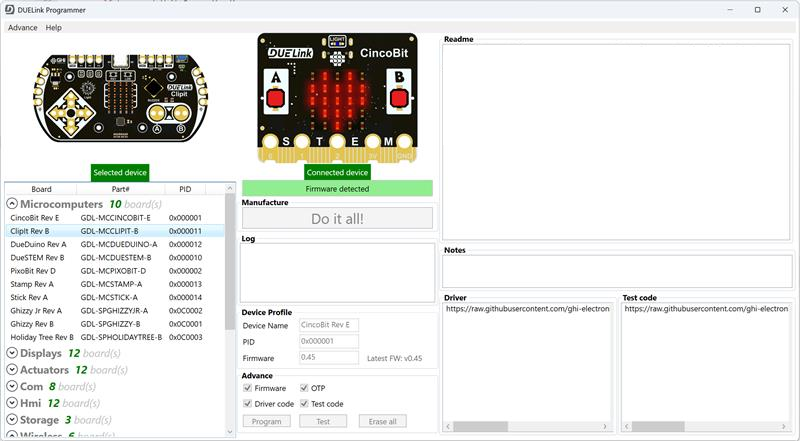 DUELink Programmer
Advance Help
GHI
DUELink
Clipit
A B
Selected device
LIGHT
DUELink CincoBit
A B
S T E M
0 1 2 3V GND
Connected device
Firmware detected
Board Part# PID
Microcomputers 10 board(s)
CincoBit Rev E GDL-MCCINCOBIT-E 0x000001
ClipIt Rev B GDL-MCCLIPIT-B 0x000011
DueDuino Rev A GDL-MCDUEDUINO-A 0x000012
DueSTEM Rev B GDL-MCDUESTEM-B 0x000010
PixoBit Rev D GDL-MCPIXOBIT-D 0x000002
Stamp Rev A GDL-MCSTAMP-A 0x000013
Stick Rev A GDL-MCSTICK-A 0x000014
Ghizzy Jr Rev A GDL-SPGHIZZYJR-A 0x0C0002
Ghizzy Rev B GDL-SPGHIZZY-B 0x0C0001
Holiday Tree Rev B GDL-SPHOLIDAYTREE-B 0x0C0003
Displays 12 board(s)
Actuators 12 board(s)
Com 8 board(s)
Hmi 12 board(s)
Storage 3 board(s)
Wireless 6 board(s)
Manufacture
Do it all!
Log
Device Profile
Device Name CincoBit Rev E
PID 0x000001
Firmware 0.45 Latest FW: v0.45
Advance
Firmware OTP
Driver code Test code
Program Test Erase all
Readme
Notes
Driver
https://raw.githubusercontent.com/ghi-electron
Test code
https://raw.githubusercontent.com/ghi-electron